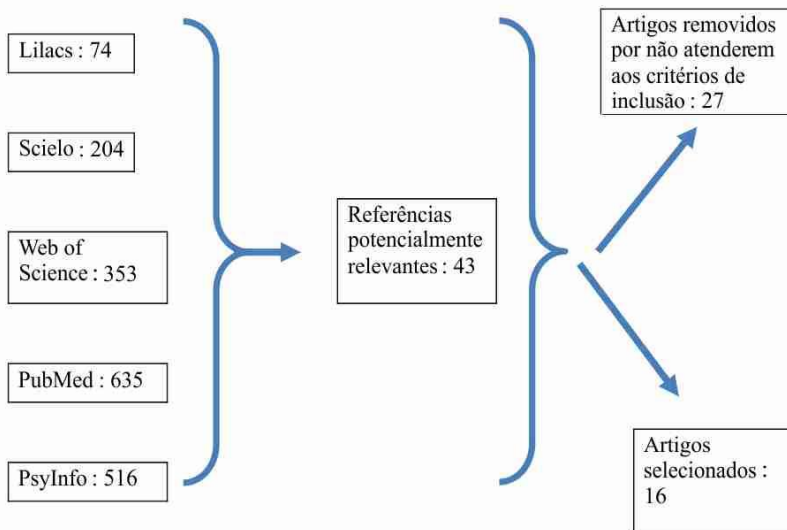 Lilacs : 74
Scielo : 204
Web of
Science : 353
PubMed : 635
PsyInfo : 516
Referências
potencialmente
relevantes : 43
Artigos removidos
por não atenderem
aos critérios de
inclusão : 27
Artigos
selecionados :
16